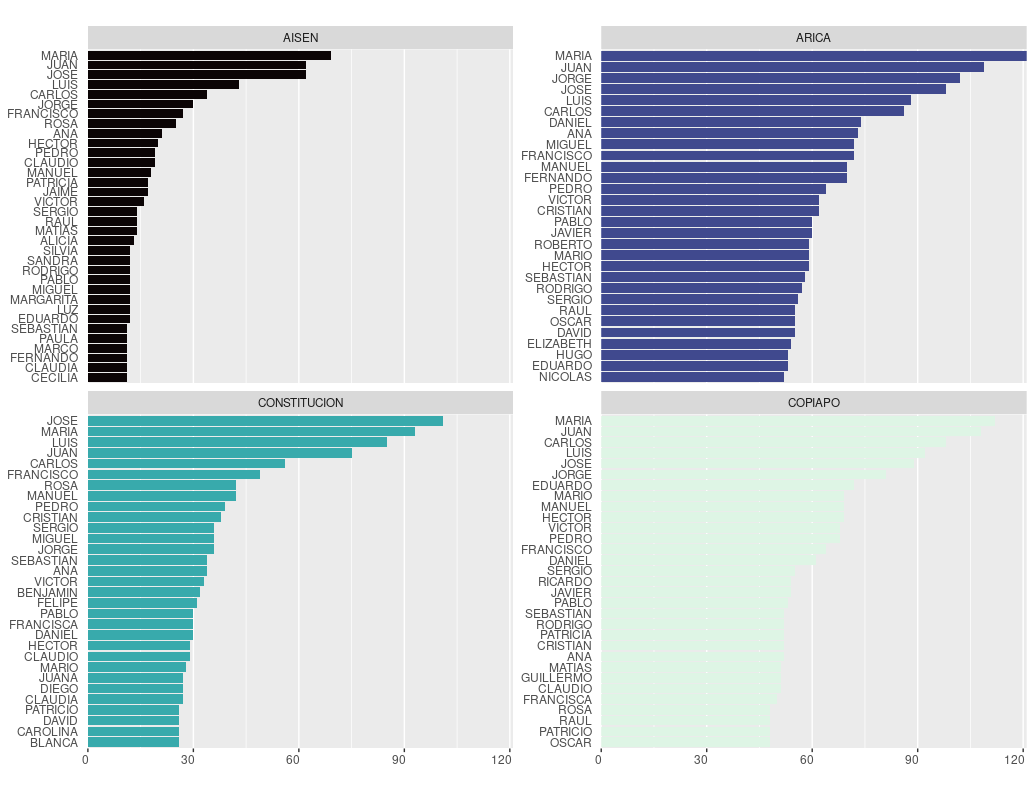 AISEN
MARIA
JUAN
JOSE
LUIS
CARLOS
JORGE
FRANCISCO
ROSA
ANA
HECTOR
PEDRO
CLAUDIO
MANUEL
PATRICIA
JAIME
VICTOR
SERGIO
RAUL
MATIAS
ALICIA
SILVIA
SANDRA
RODRIGO
PABLO
MIGUEL
MARGARITA
LUZ
EDUARDO
SEBASTIAN
PAULA
MARCO
FERNANDO
CLAUDIA
CECILIA
ARICA
MARIA
JUAN
JORGE
JOSE
LUIS
CARLOS
DANIEL
ANA
MIGUEL
FRANCISCO
MANUEL
FERNANDO
PEDRO
VICTOR
CRISTIAN
PABLO
JAVIER
ROBERTO
MARIO
HECTOR
SEBASTIAN
RODRIGO
SERGIO
RAUL
OSCAR
DAVID
ELIZABETH
HUGO
EDUARDO
NICOLAS
CONSTITUCION
JOSE
MARIA
LUIS
JUAN
CARLOS
FRANCISCO
ROSA
MANUEL
PEDRO
CRISTIAN
SERGIO
MIGUEL
JORGE
SEBASTIAN
ANA
VICTOR
BENJAMIN
FELIPE
PABLO
FRANCISCA
DANIEL
HECTOR
CLAUDIO
MARIO
JUANA
DIEGO
CLAUDIA
PATRICIO
DAVID
CAROLINA
BLANCA
0 30 60 90 120
COPIAPO
MARIA
JUAN
CARLOS
LUIS
JOSE
JORGE
EDUARDO
MARIO
MANUEL
HECTOR
VICTOR
PEDRO
FRANCISCO
DANIEL
SERGIO
RICARDO
JAVIER
PABLO
SEBASTIAN
RODRIGO
PATRICIA
CRISTIAN
ANA
MATIAS
GUILLERMO
CLAUDIO
FRANCISCA
ROSA
RAUL
PATRICIO
OSCAR
0 30 60 90 120